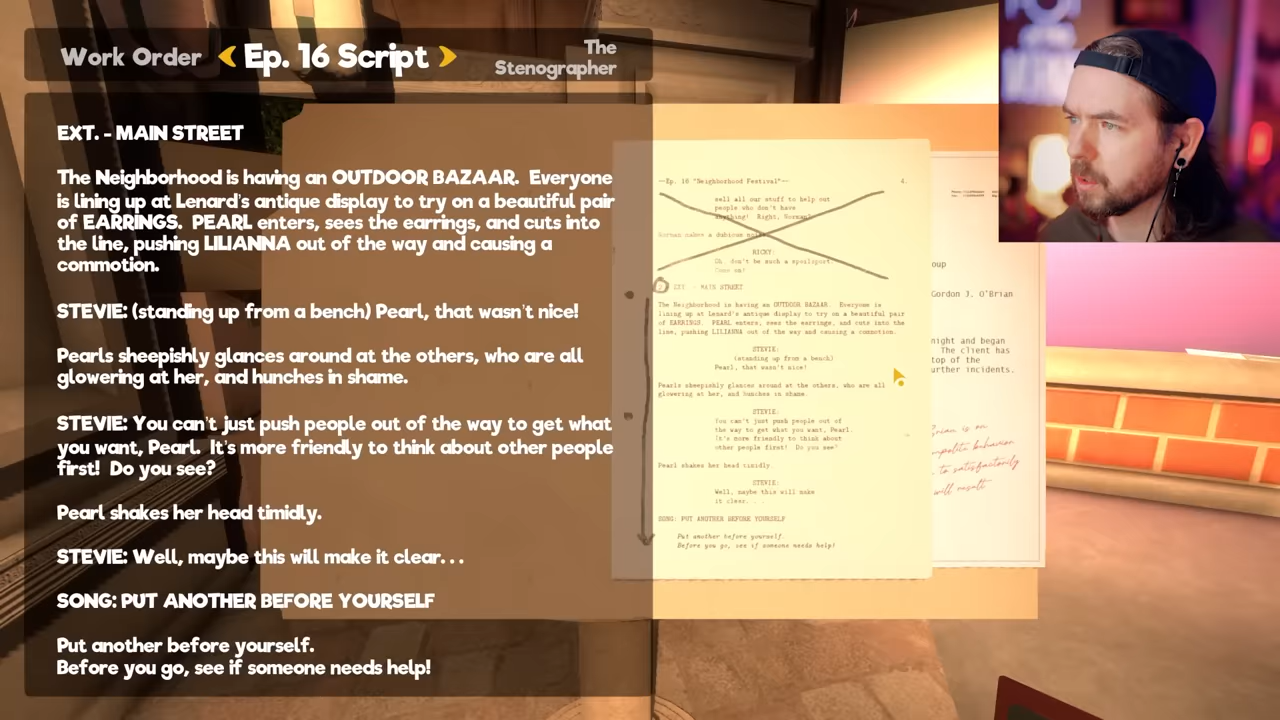 Work Order
Ep. 16 Script
The
Stenographer
EXT. - MAIN STREET
The Neighborhood is having an OUTDOOR BAZAAR. Everyone
is lining up at Lenard's antique display to try on a beautiful pair
of EARRINGS. PEARL enters, sees the earrings, and cuts into
the line, pushing LILIANNA out of the way and causing a
commotion.
STEVIE: (standing up from a bench) Pearl, that wasn't nice!
Pearls sheepishly glances around at the others, who are all
glowering at her, and hunches in shame.
STEVIE: You can't just push people out of the way to get what
you want, Pearl. It's more friendly to think about other people
first! Do you see?
Pearl shakes her head timidly.
STEVIE: Well, maybe this will make it clear...
SONG: PUT ANOTHER BEFORE YOURSELF
Put another before yourself.
Before you go, see if someone needs help!
--Ep. 16 "Neighborhood Festival"--
4.
sell all our stuff to help out
people who don't have
anything! Right, Norman?
Norman makes a dubious
RICKY:
Oh, don't be such a spoilsport.
Come on!
EXT. - MAIN STREET
The Neighborhood is having an OUTDOOR BAZAAR. Everyone is
lining up at Lenard's antique display to try on a beautiful pair
of EARRINGS. PEARL enters, sees the earrings, and cuts into the
line, pushing LILIANNA out of the way and causing a commotion.
STEVIE:
(standing up from a bench)
Pearl, that wasn't nice!
Pearls sheepishly glances around at the others, who are all
glowering at her, and hunches in shame.
STEVIE:
You can't just push people out of
the way to get what you want, Pearl.
It's more friendly to think about
other people first! Do you see?
Pearl shakes her head timidly.
STEVIE:
Well, maybe this will make
it clear. . .
SONG: PUT ANOTHER BEFORE YOURSELF
Put another before yourself.
Before you go, see if someone needs help!
oup
Gordon J. O'Brian
night and began
The client has
top of the
urther incidents.
Brian is on
impolite behavior
to satisfactorily
will result